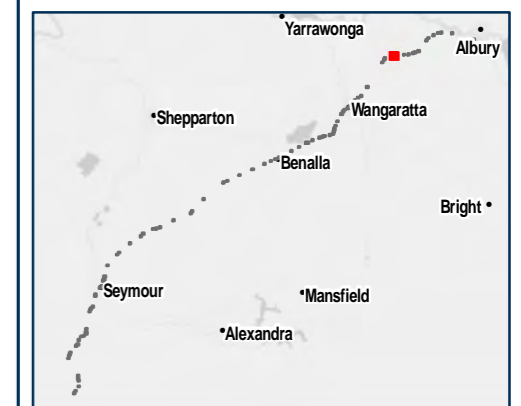 Yarrawonga
Albury
Wangaratta
Shepparton
Benalla
Bright
Seymour
Mansfield
Alexandra